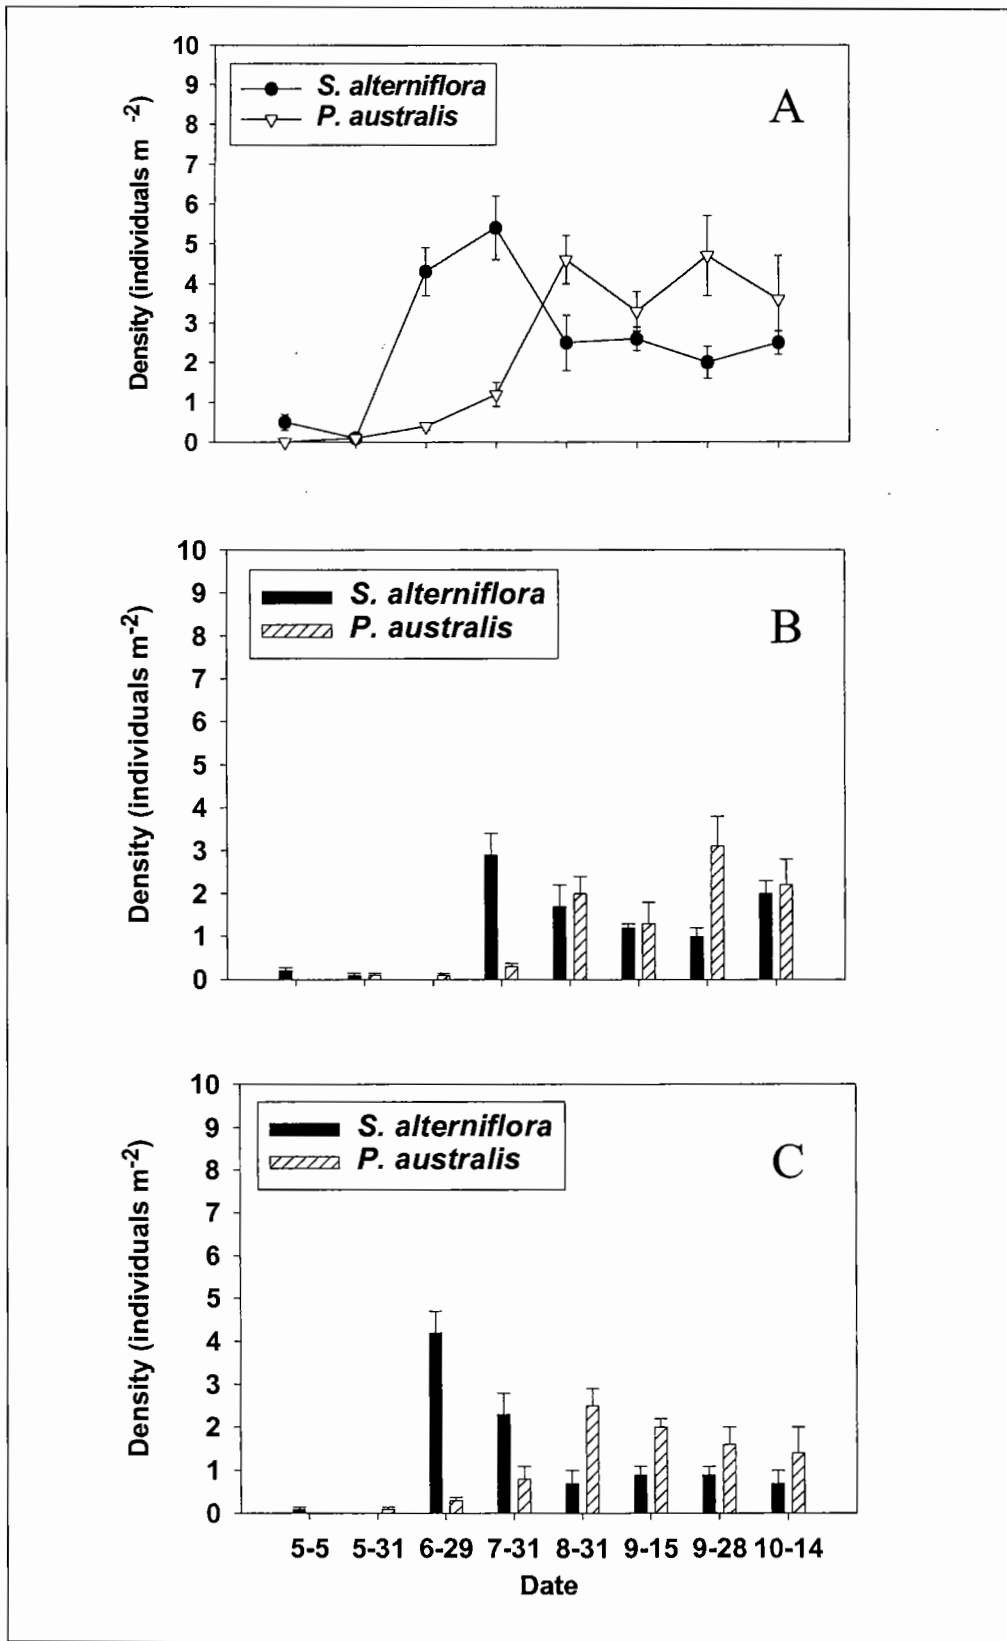 10
9
8
7
6
5
4
3
2
1
0
Density (individuals m -2)
S. alterniflora
P. australis
A
10
9
8
7
6
5
4
3
2
1
0
Density (individuals m-2)
S. alterniflora
P. australis
B
10
9
8
7
6
5
4
3
2
1
0
Density (individuals m-2)
S. alterniflora
P. australis
C
5-5 5-31 6-29 7-31 8-31 9-15 9-28 10-14
Date